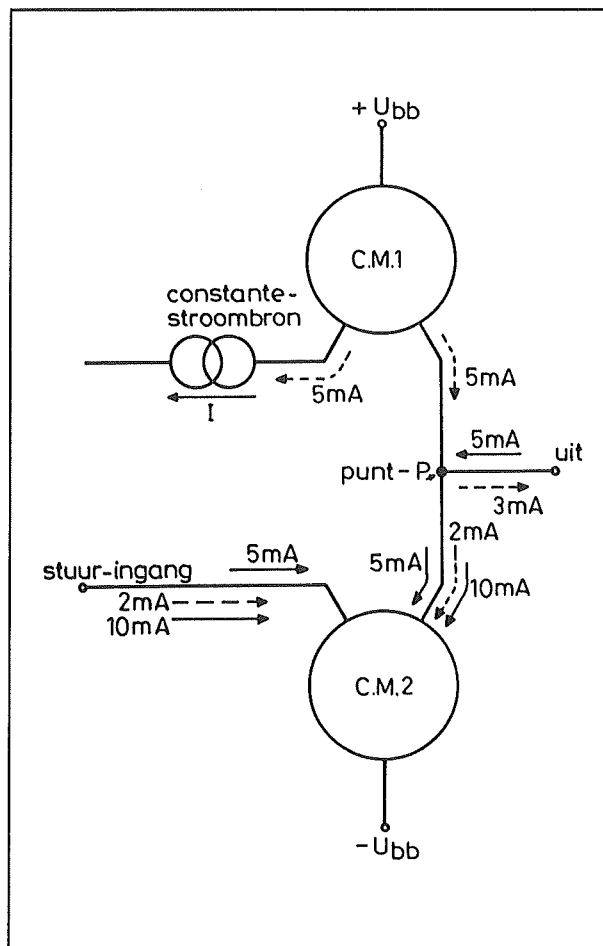 + Ubb
C.M.1
constante-
stroombron
5mA
5mA
I
5mA
uit
punt-P
3mA
2mA
5mA
stuur-ingang
5mA
10mA
2mA
10mA
C.M.2
-Ubb